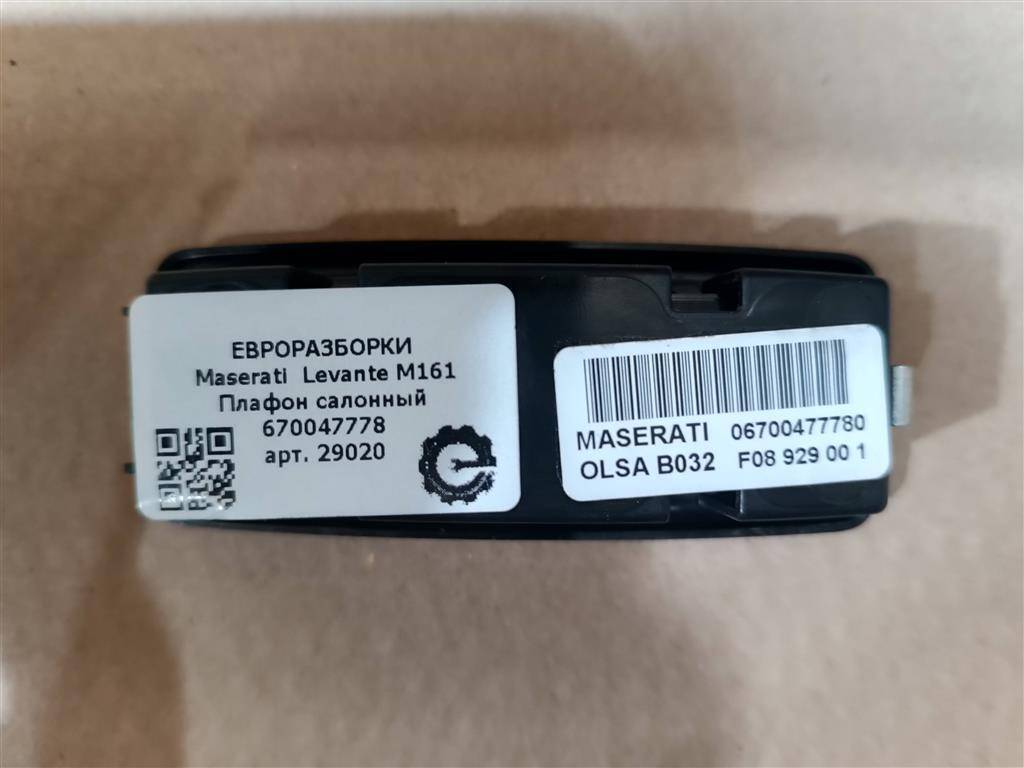 ЕВРОРАЗБОРКИ
Maserati Levante M161
Плафон салонный
670047778
арт. 29020
MASERATI 06700477780
OLSA B032 F08 929 00 1